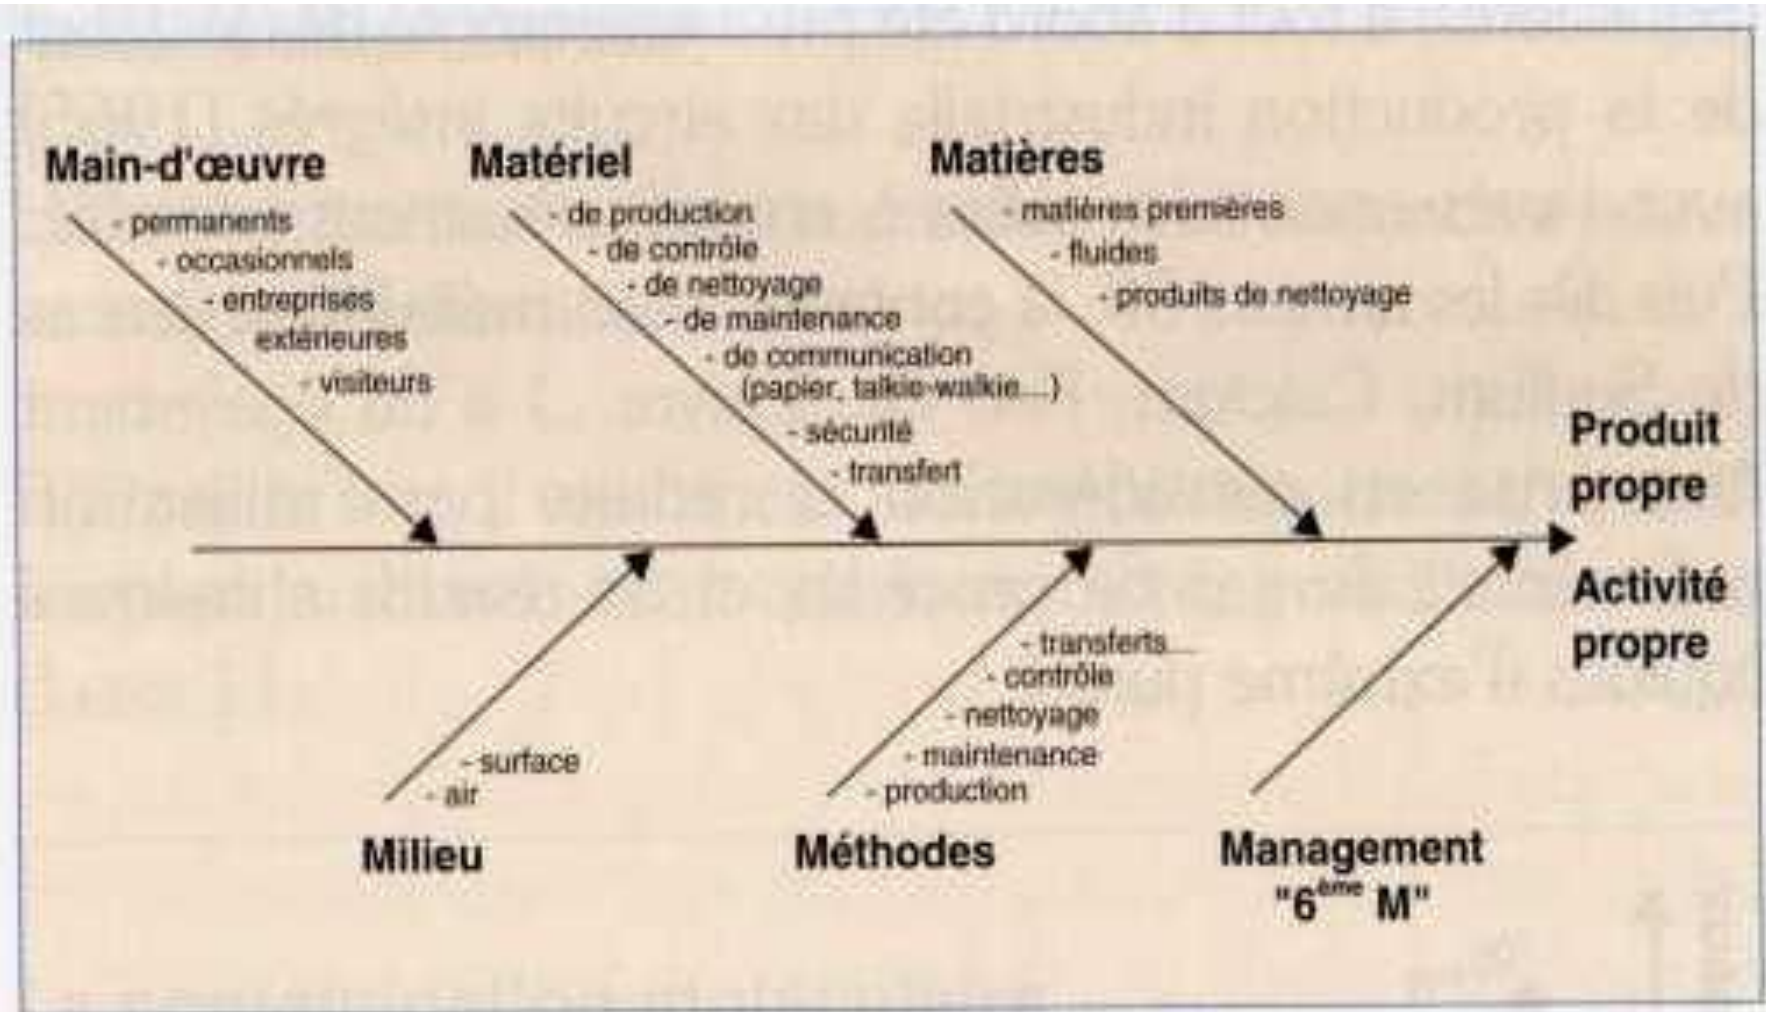 Main-d'œuvre
- permanents
- occasionnels
- entreprises
extérieures
- visiteurs
Matériel
- de production
- de contrôle
- de nettoyage
- de maintenance
- de communication
(papier, talkie-walkie...)
- sécurité
- transfert
Matières
- matières premières
- fluides
- produits de nettoyage
Produit
propre
Activité
propre
- surface
- air
Milieu
- transferts...
- contrôle
- nettoyage
- maintenance
- production
Méthodes
Management
"6ème M"